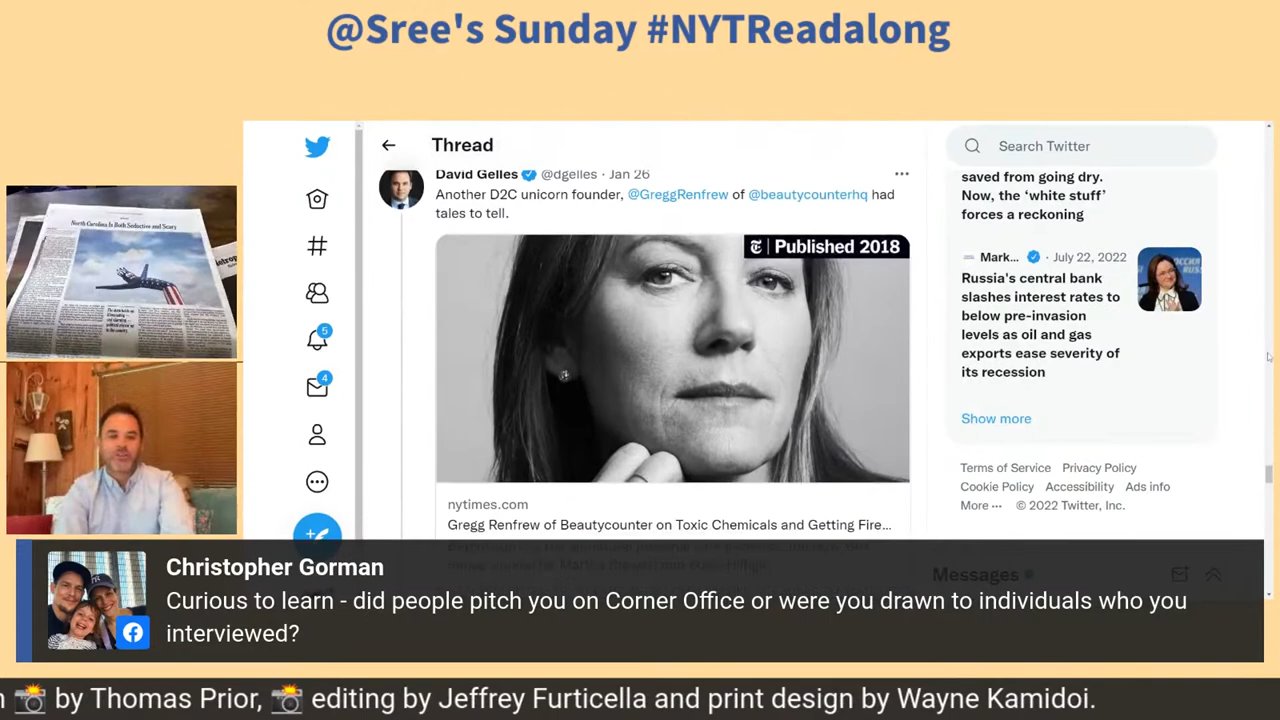 @Sree's Sunday #NYTReadalong
North Carolina Is Both Seductive and Scary
Thread
Search Twitter
David Gelles @dgelles · Jan 26
Another D2C unicorn founder, @GreggRenfrew of @beautycounterhq had
tales to tell.
Published 2018
nytimes.com
Gregg Renfrew of Beautycounter on Toxic Chemicals and Getting Fire...
5
4
saved from going dry.
Now, the ‘white stuff’
forces a reckoning
Mark... · July 22, 2022
Russia's central bank
slashes interest rates to
below pre-invasion
levels as oil and gas
exports ease severity of
its recession
Show more
Terms of Service Privacy Policy
Cookie Policy Accessibility Ads info
More ··· © 2022 Twitter, Inc.
Messages
Christopher Gorman
Curious to learn - did people pitch you on Corner Office or were you drawn to individuals who you
interviewed?
by Thomas Prior, 📸 editing by Jeffrey Furticella and print design by Wayne Kamidoi.